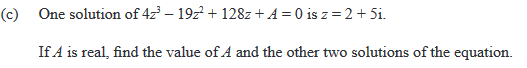 (c) One solution of 4z³ – 19z² + 128z + A = 0 is z = 2 + 5i.
If A is real, find the value of A and the other two solutions of the equation.